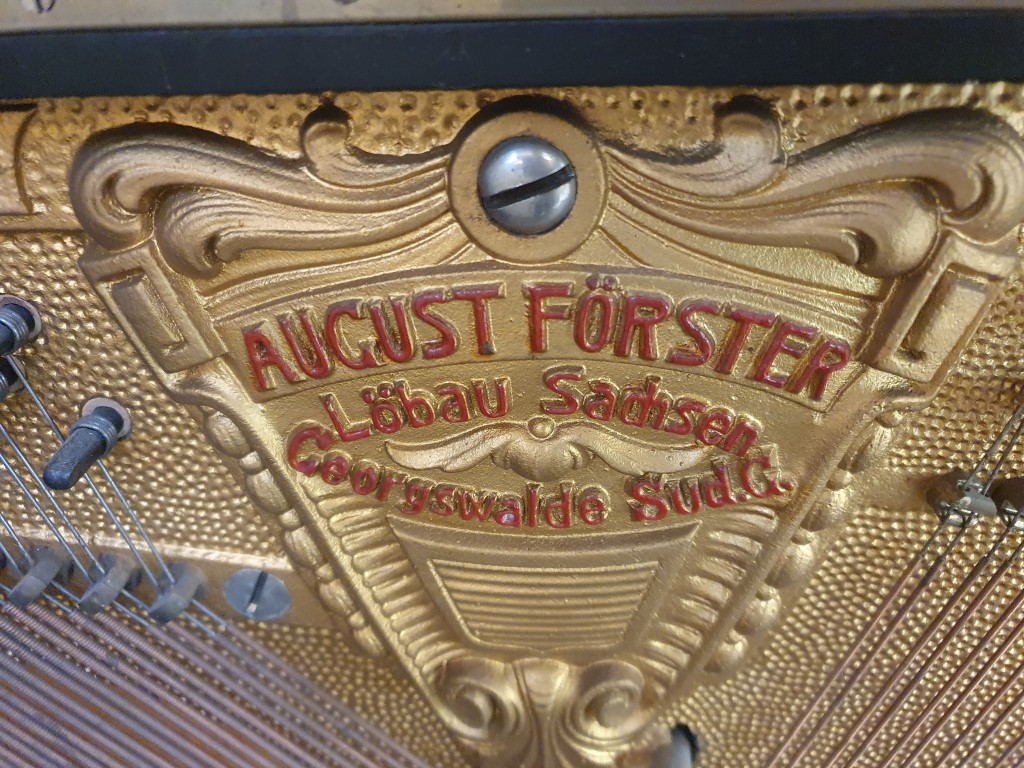 AUGUST FÖRSTER
Löbau Sachsen
Georgswalde Sud.G.